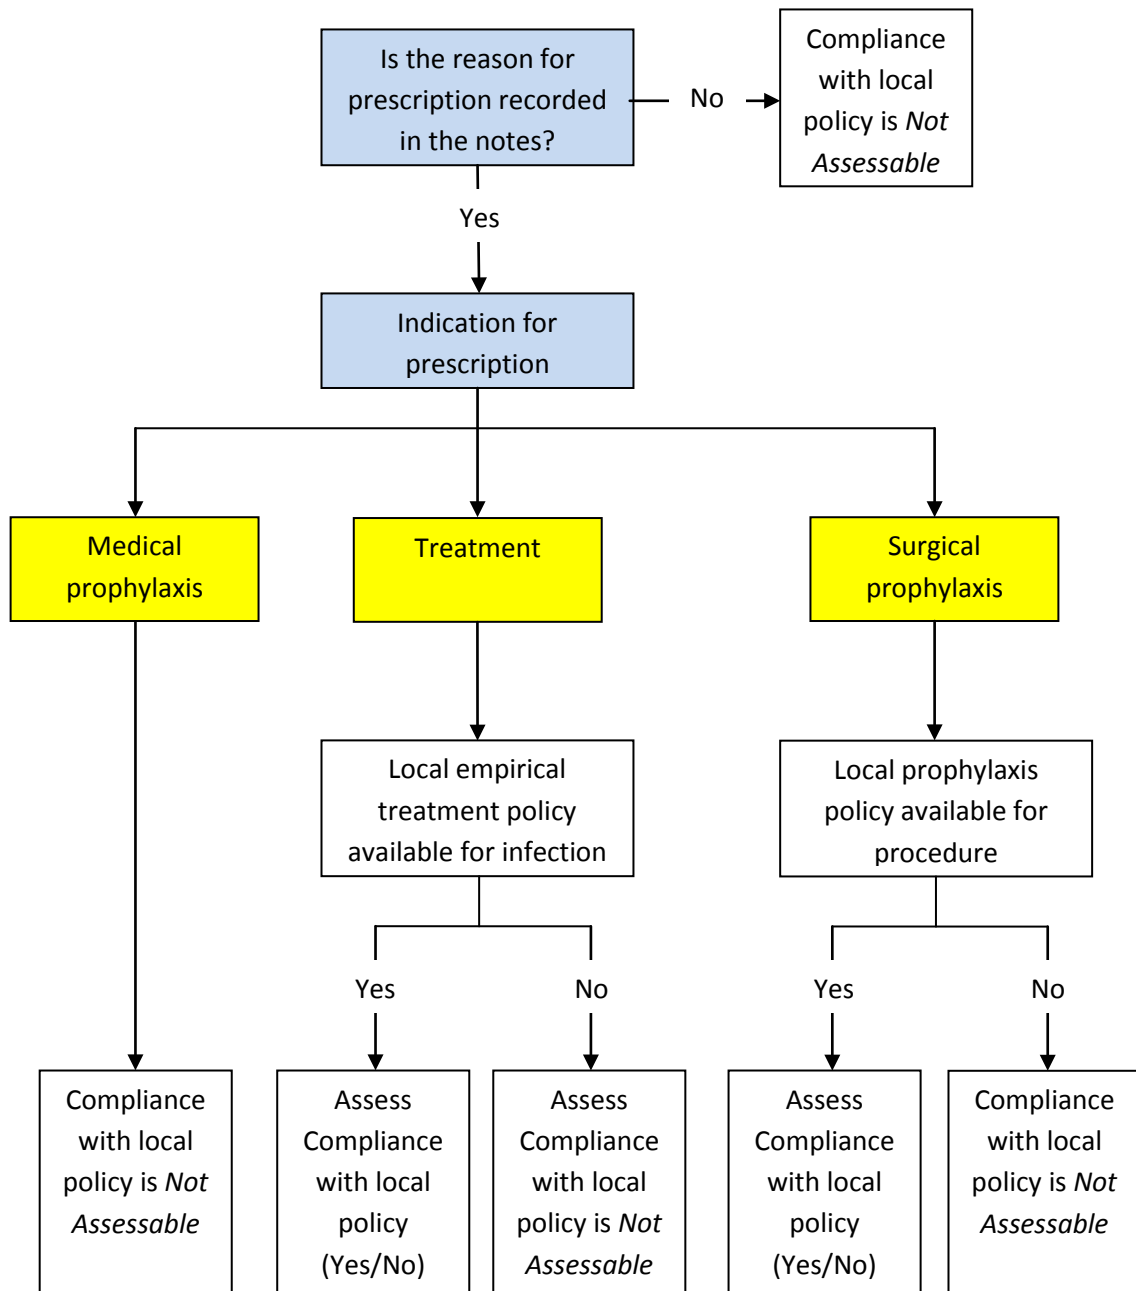 Is the reason for
prescription recorded
in the notes?
No
Compliance
with local
policy is Not
Assessable
Yes
Indication for
prescription
Medical
prophylaxis
Treatment
Surgical
prophylaxis
Local empirical
treatment policy
available for infection
Local prophylaxis
policy available for
procedure
Yes
No
Yes
No
Compliance
with local
policy is Not
Assessable
Assess
Compliance
with local
policy
(Yes/No)
Assess
Compliance
with local
policy is Not
Assessable
Assess
Compliance
with local
policy
(Yes/No)
Compliance
with local
policy is Not
Assessable